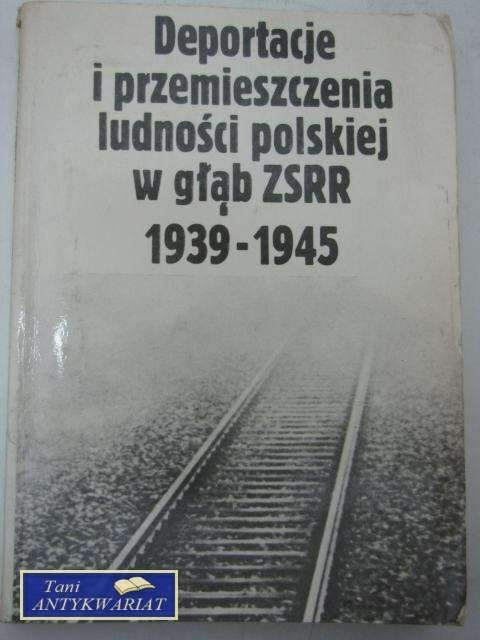 Deportacje
i przemieszczenia
ludności polskiej
w głąb ZSRR
1939-1945
Tani
ANTYKWARIAT